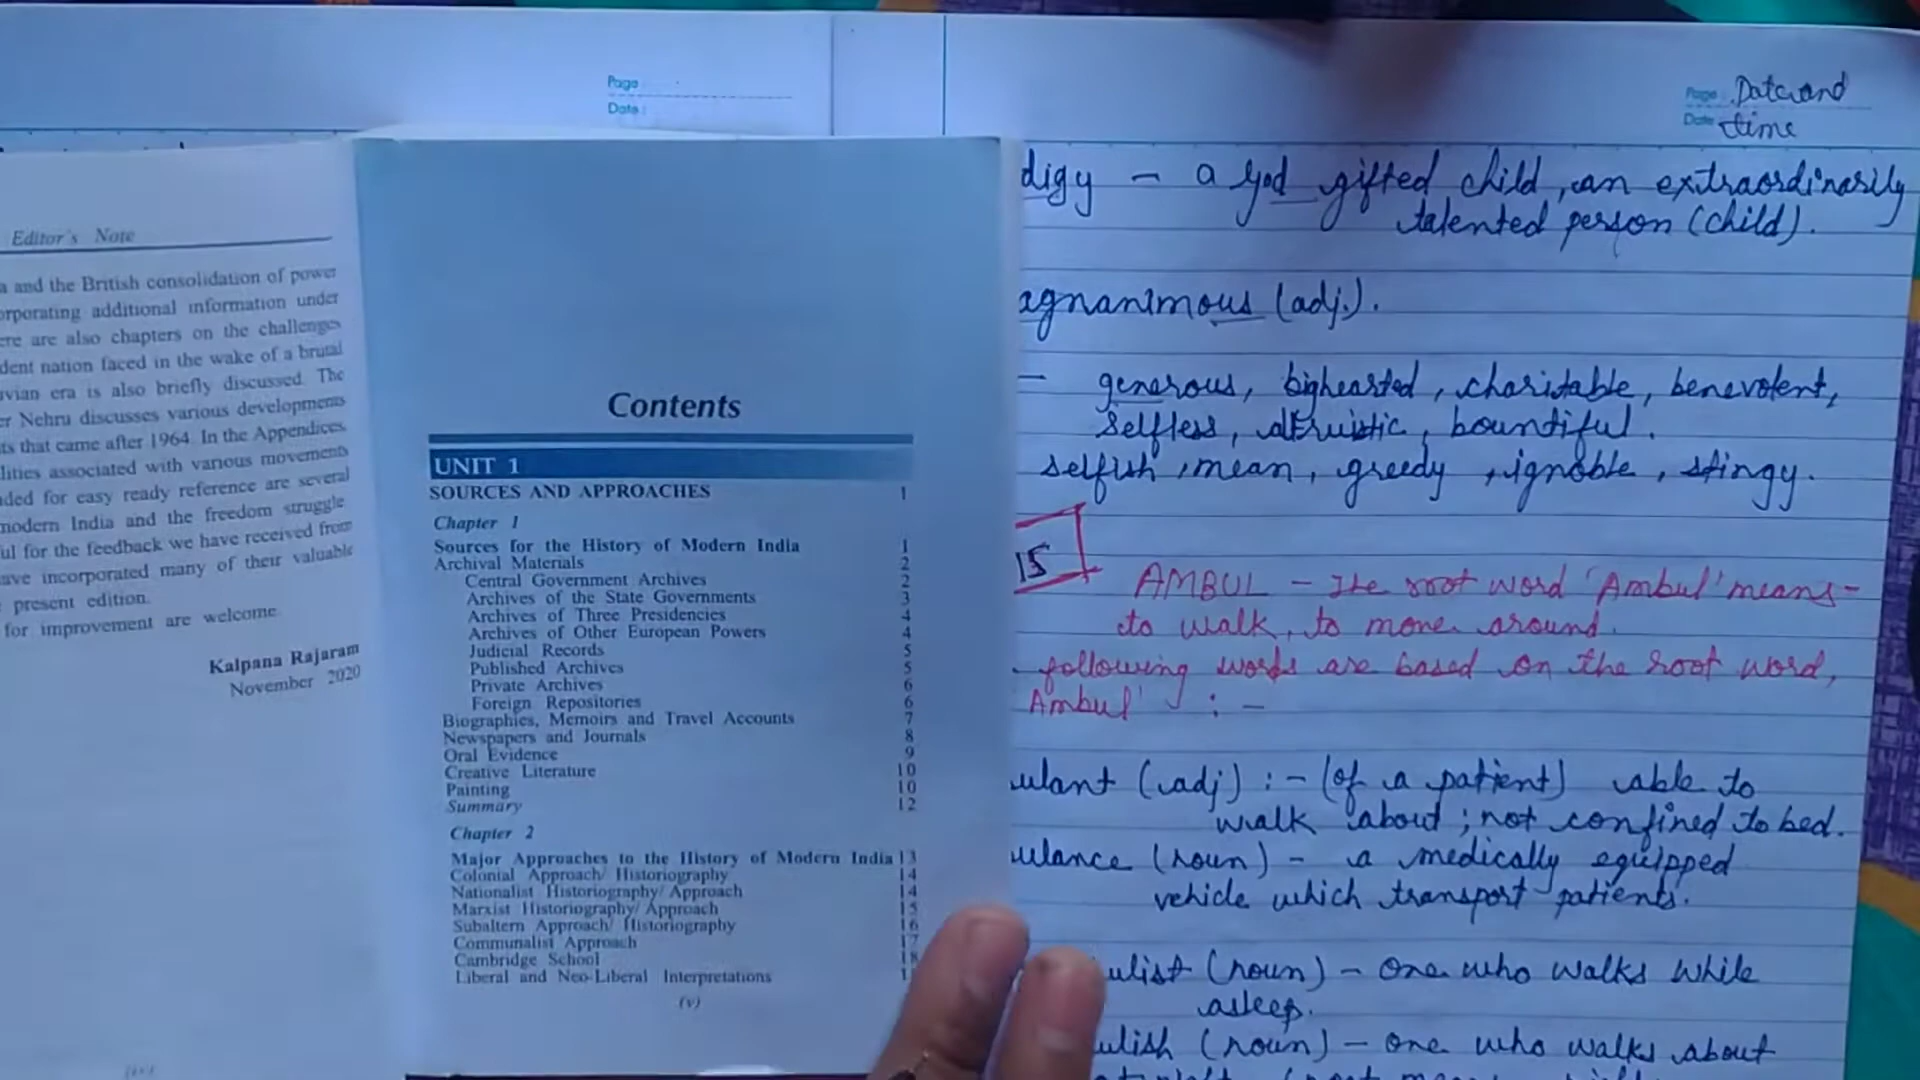 Page
Date:
Editor's Note
a and the British consolidation of power
orporating additional information under
ere are also chapters on the challenges
dent nation faced in the wake of a brutal
vian era is also briefly discussed. The
er Nehru discusses various developments
ts that came after 1964. In the Appendices,
lities associated with various movements
ded for easy ready reference are several
modern India and the freedom struggle.
ul for the feedback we have received from
ave incorporated many of their valuable
present edition.
for improvement are welcome.
Kalpana Rajaram
November 2020
Contents
UNIT 1
SOURCES AND APPROACHES 1
Chapter 1
Sources for the History of Modern India 1
Archival Materials 2
Central Government Archives 2
Archives of the State Governments 3
Archives of Three Presidencies 4
Archives of Other European Powers 4
Judicial Records 5
Published Archives 5
Private Archives 6
Foreign Repositories 6
Biographies, Memoirs and Travel Accounts 7
Newspapers and Journals 8
Oral Evidence 9
Creative Literature 10
Painting 10
Summary 12
Chapter 2
Major Approaches to the History of Modern India 13
Colonial Approach/ Historiography 14
Nationalist Historiography/ Approach 14
Marxist Historiography/ Approach 15
Subaltern Approach/ Historiography 16
Communalist Approach 17
Cambridge School 18
Liberal and Neo-Liberal Interpretations 1
(v)
Page Date and
Date time
digy – a god gifted child, an extraordinarily
talented person (child).
agnanimous (adj.).
– generous, bighearted, charitable, benevolent,
selfless, altruistic, bountiful.
selfish, mean, greedy, ignoble, stingy.
15
AMBUL – The root word 'Ambul' means –
to walk, to move around.
following words are based on the root word,
Ambul' : –
ulant (adj) : – (of a patient) able to
walk about ; not confined to bed.
ulance (noun) – a medically equipped
vehicle which transport patients.
ulist (noun) – One who walks while
asleep.
ulish (noun) – one who walks about